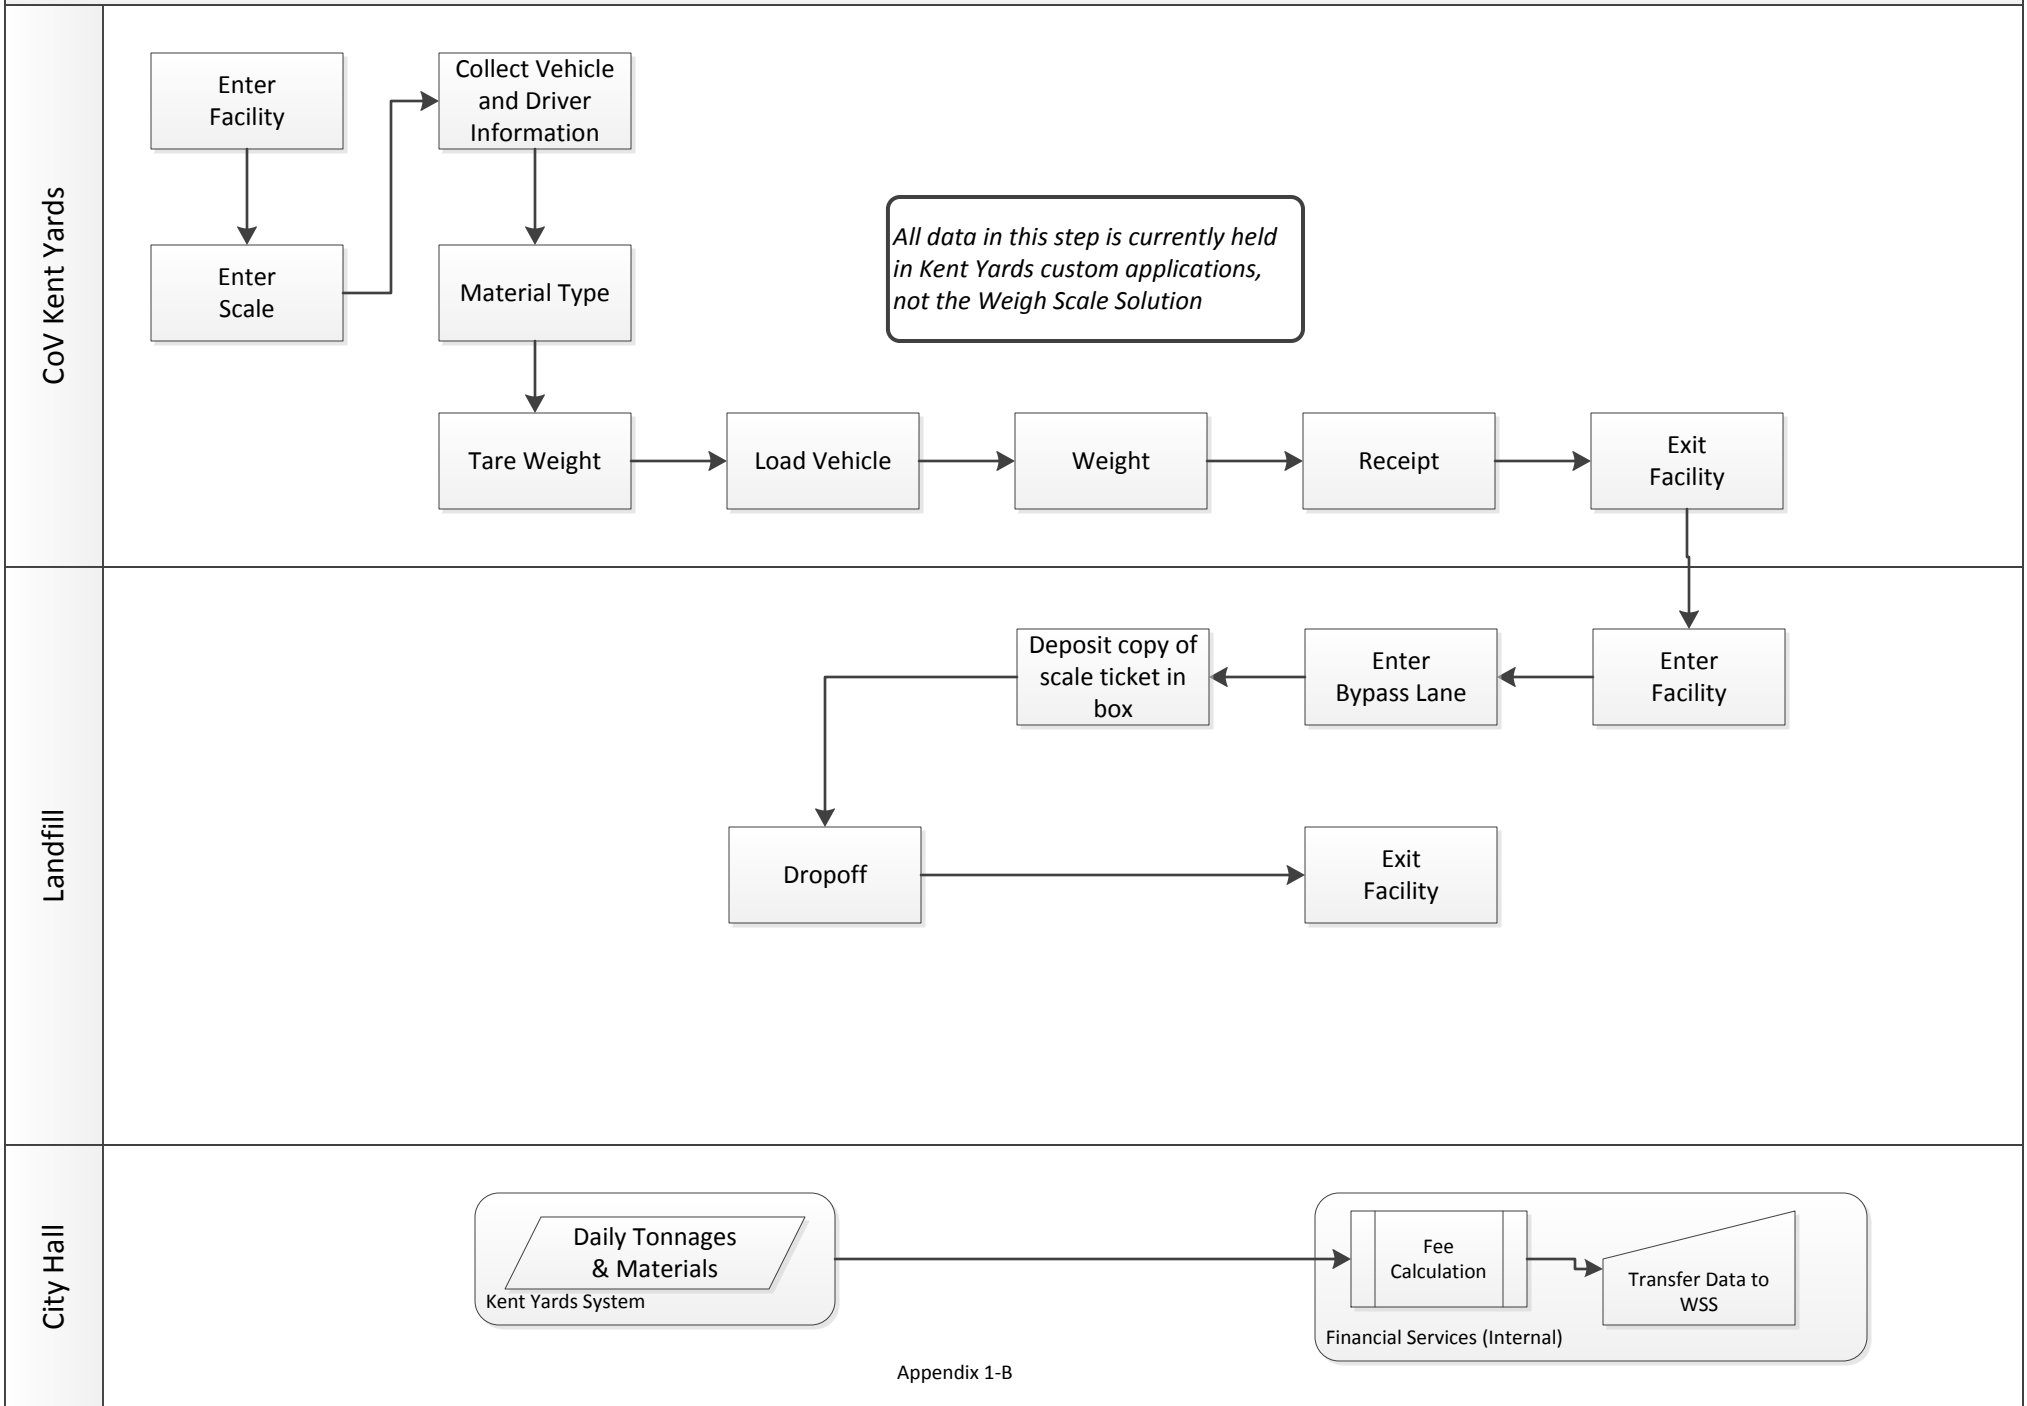 CoV Kent Yards
Enter
Facility
Collect Vehicle
and Driver
Information
Enter
Scale
Material Type
All data in this step is currently held
in Kent Yards custom applications,
not the Weigh Scale Solution
Tare Weight
Load Vehicle
Weight
Receipt
Exit
Facility
Landfill
Deposit copy of
scale ticket in
box
Enter
Bypass Lane
Enter
Facility
Dropoff
Exit
Facility
City Hall
Daily Tonnages
& Materials
Kent Yards System
Fee
Calculation
Transfer Data to
WSS
Financial Services (Internal)
Appendix 1-B